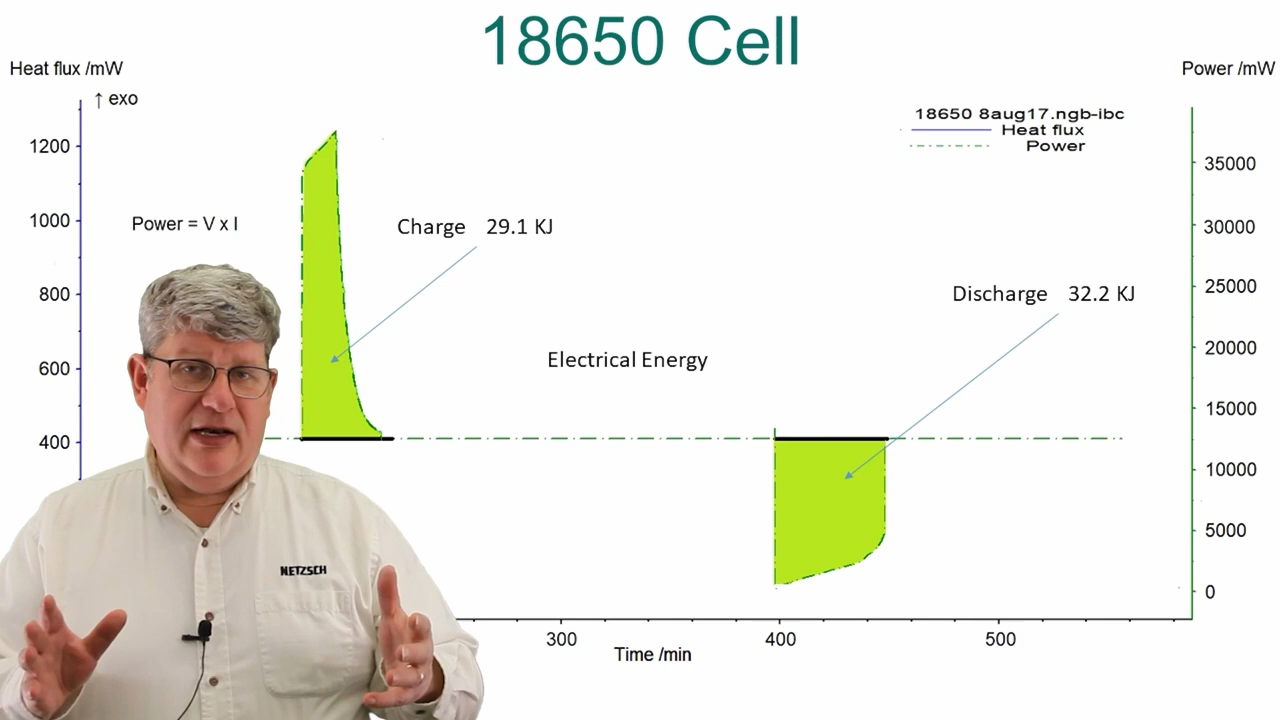 18650 Cell
Heat flux /mW
Power /mW
↑ exo
18650 8aug17.ngb-ibc
Heat flux
Power
1200
1000
800
600
400
35000
30000
25000
20000
15000
10000
5000
0
Power = V x I
Charge 29.1 KJ
Discharge 32.2 KJ
Electrical Energy
NETZSCH
300
400
500
Time /min